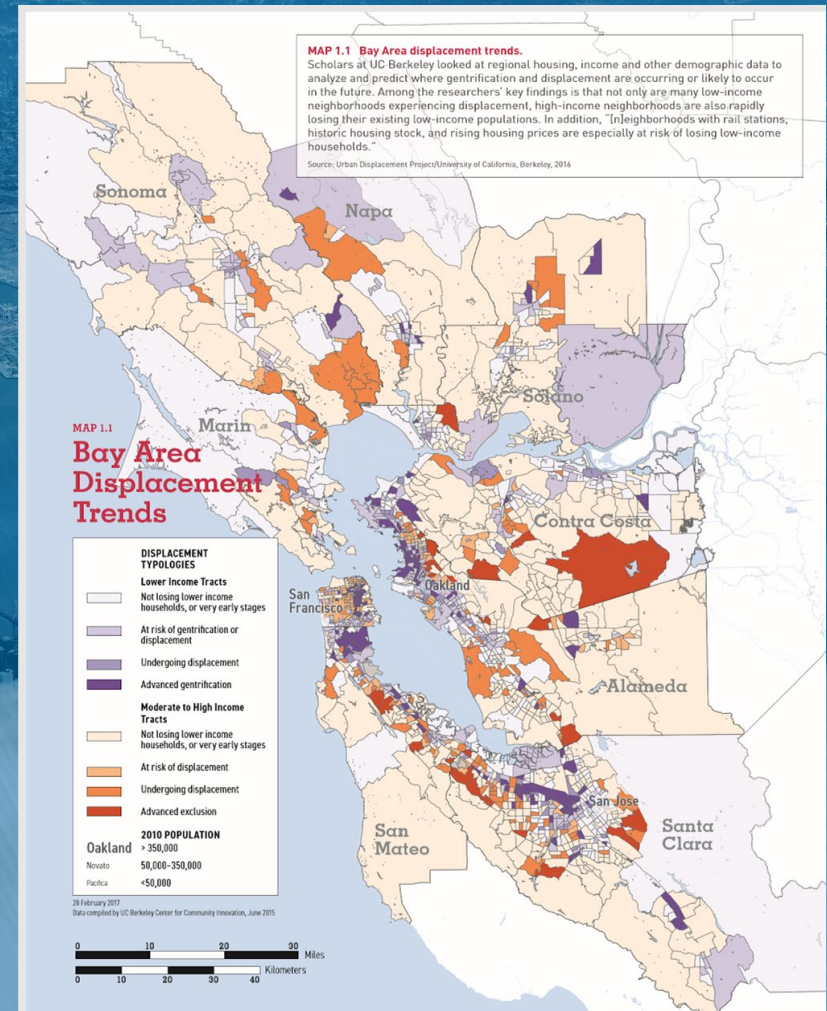 MAP 1.1 Bay Area displacement trends.
Scholars at UC Berkeley looked at regional housing, income and other demographic data to
analyze and predict where gentrification and displacement are occurring or likely to occur
in the future. Among the researchers' key findings is that not only are many low-income
neighborhoods experiencing displacement, high-income neighborhoods are also rapidly
losing their existing low-income populations. In addition, "[n]eighborhoods with rail stations,
historic housing stock, and rising housing prices are especially at risk of losing low-income
households."
Source: Urban Displacement Project/University of California, Berkeley, 2016
Sonoma
Napa
Solano
Marin
MAP 1.1
Bay Area
Displacement
Trends
Contra Costa
Oakland
San
Francisco
Alameda
San Jose
San
Mateo
Santa
Clara
DISPLACEMENT
TYPOLOGIES
Lower Income Tracts
Not losing lower income
households, or very early stages
At risk of gentrification or
displacement
Undergoing displacement
Advanced gentrification
Moderate to High Income
Tracts
Not losing lower income
households, or very early stages
At risk of displacement
Undergoing displacement
Advanced exclusion
2010 POPULATION
Oakland > 350,000
Novato 50,000–350,000
Pacifica <50,000
28 February 2017
Data compiled by UC Berkeley Center for Community Innovation, June 2015
0 10 20 30 Miles
Kilometers
0 10 20 30 40